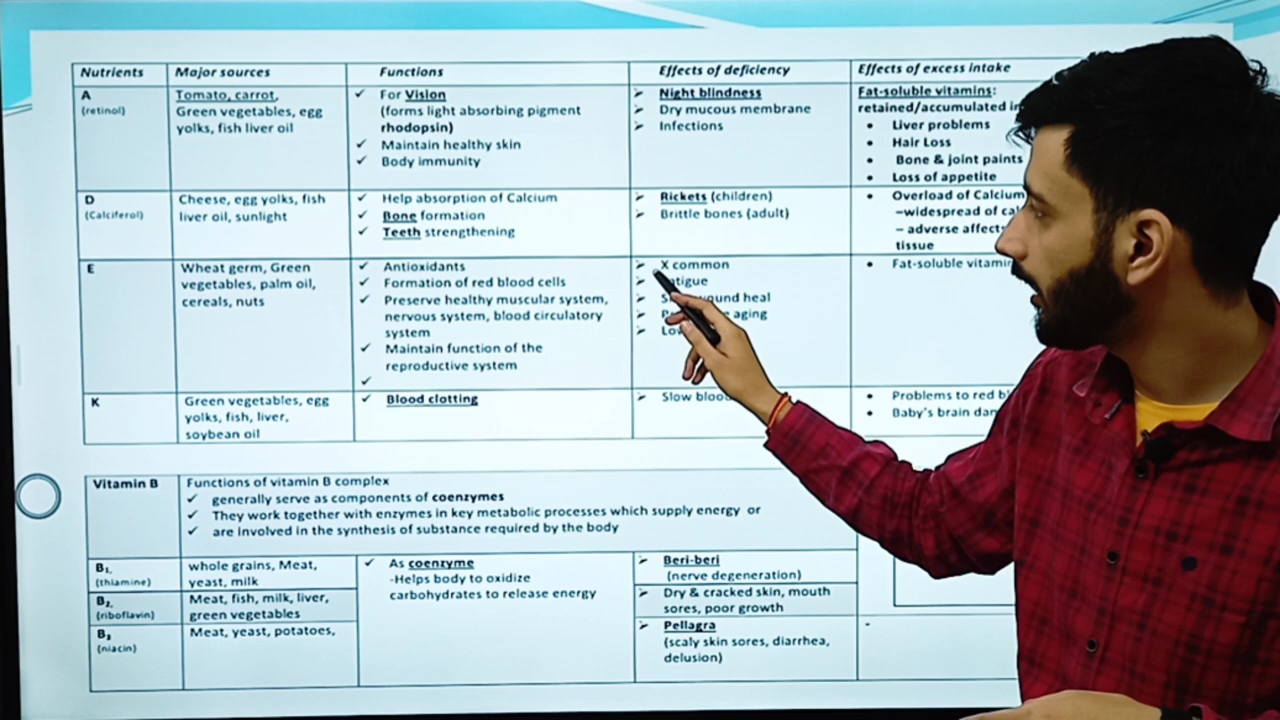 Nutrients Major sources Functions Effects of deficiency Effects of excess intake
A
(retinol)
Tomato, carrot,
Green vegetables, egg
yolks, fish liver oil
✓ For Vision
(forms light absorbing pigment
rhodopsin)
✓ Maintain healthy skin
✓ Body immunity
➢ Night blindness
➢ Dry mucous membrane
➢ Infections
Fat-soluble vitamins:
retained/accumulated
• Liver problems
• Hair Loss
• Bone & joint paints
• Loss of appetite
D
(Calciferol)
Cheese, egg yolks, fish
liver oil, sunlight
✓ Help absorption of Calcium
✓ Bone formation
✓ Teeth strengthening
➢ Rickets (children)
➢ Brittle bones (adult)
• Overload of Calcium
–widespread of
– adverse
tissue
E
Wheat germ, Green
vegetables, palm oil,
cereals, nuts
✓ Antioxidants
✓ Formation of red blood cells
✓ Preserve healthy muscular system,
nervous system, blood circulatory
system
✓ Maintain function of the
reproductive system
✓
➢ X common
➢
➢ heal
➢ aging
➢
• Fat-soluble
K
Green vegetables, egg
yolks, fish, liver,
soybean oil
✓ Blood clotting
➢ Slow
• Problems to red
• Baby's brain
Vitamin B
Functions of vitamin B complex
✓ generally serve as components of coenzymes
✓ They work together with enzymes in key metabolic processes which supply energy or
✓ are involved in the synthesis of substance required by the body
B1,
(thiamine)
whole grains, Meat,
yeast, milk
✓ As coenzyme
-Helps body to oxidize
carbohydrates to release energy
➢ Beri-beri
(nerve degeneration)
B2,
(riboflavin)
Meat, fish, milk, liver,
green vegetables
➢ Dry & cracked skin, mouth
sores, poor growth
B3
(niacin)
Meat, yeast, potatoes,
➢ Pellagra
(scaly skin sores, diarrhea,
delusion)
-